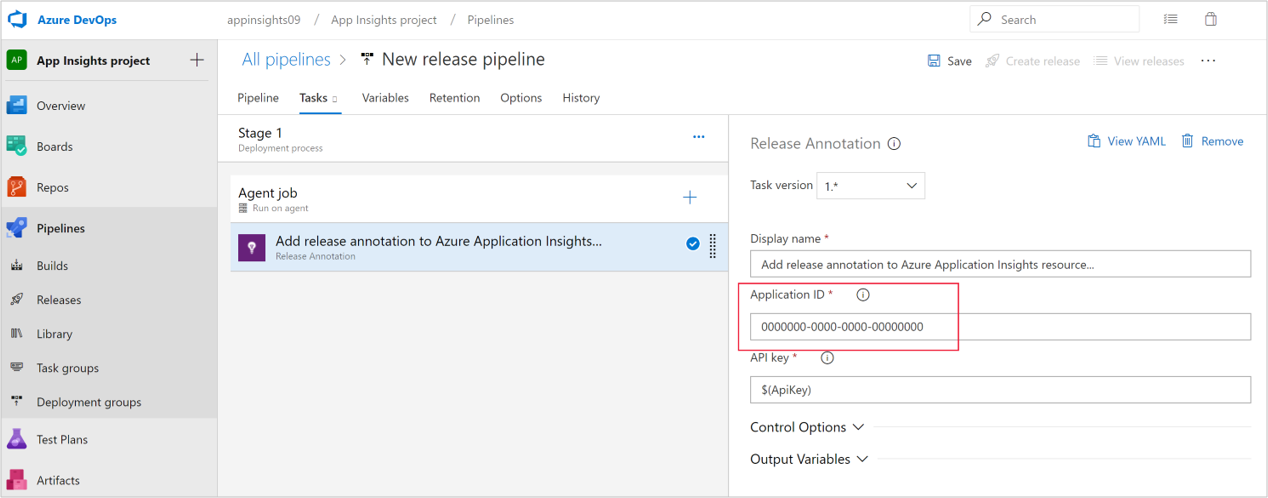 Azure DevOps
appinsights09 / App Insights project / Pipelines
Search
AP App Insights project
Overview
Boards
Repos
Pipelines
Builds
Releases
Library
Task groups
Deployment groups
Test Plans
Artifacts
All pipelines > New release pipeline
Save Create release View releases ...
Pipeline Tasks Variables Retention Options History
Stage 1
Deployment process
...
Agent job
Run on agent
Add release annotation to Azure Application Insights...
Release Annotation
Release Annotation
View YAML Remove
Task version 1.*
Display name *
Add release annotation to Azure Application Insights resource...
Application ID *
0000000-0000-0000-00000000
API key *
$(ApiKey)
Control Options
Output Variables